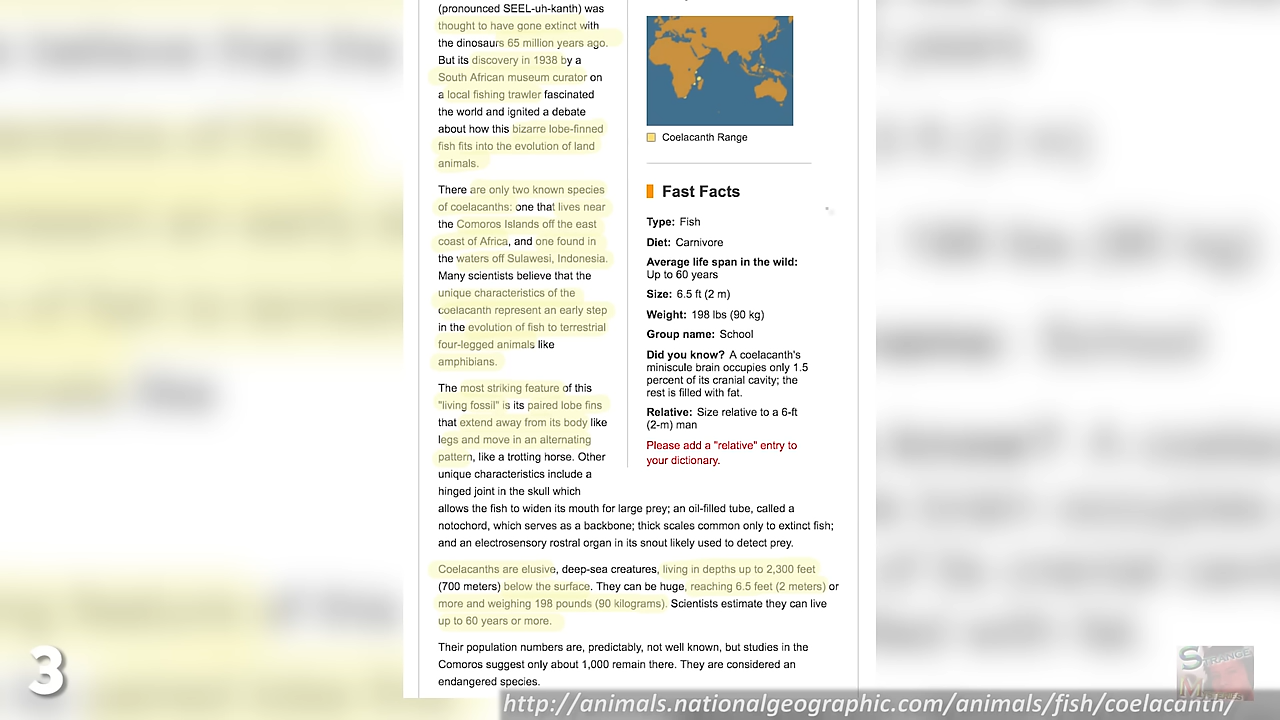 (pronounced SEEL-uh-kanth) was
thought to have gone extinct with
the dinosaurs 65 million years ago.
But its discovery in 1938 by a
South African museum curator on
a local fishing trawler fascinated
the world and ignited a debate
about how this bizarre lobe-finned
fish fits into the evolution of land
animals.
There are only two known species
of coelacanths: one that lives near
the Comoros Islands off the east
coast of Africa, and one found in
the waters off Sulawesi, Indonesia.
Many scientists believe that the
unique characteristics of the
coelacanth represent an early step
in the evolution of fish to terrestrial
four-legged animals like
amphibians.
The most striking feature of this
"living fossil" is its paired lobe fins
that extend away from its body like
legs and move in an alternating
pattern, like a trotting horse. Other
unique characteristics include a
hinged joint in the skull which
allows the fish to widen its mouth for large prey; an oil-filled tube, called a
notochord, which serves as a backbone; thick scales common only to extinct fish;
and an electrosensory rostral organ in its snout likely used to detect prey.
Coelacanths are elusive, deep-sea creatures, living in depths up to 2,300 feet
(700 meters) below the surface. They can be huge, reaching 6.5 feet (2 meters) or
more and weighing 198 pounds (90 kilograms). Scientists estimate they can live
up to 60 years or more.
Their population numbers are, predictably, not well known, but studies in the
Comoros suggest only about 1,000 remain there. They are considered an
endangered species.
Coelacanth Range
Fast Facts
Type: Fish
Diet: Carnivore
Average life span in the wild:
Up to 60 years
Size: 6.5 ft (2 m)
Weight: 198 lbs (90 kg)
Group name: School
Did you know? A coelacanth's
miniscule brain occupies only 1.5
percent of its cranial cavity; the
rest is filled with fat.
Relative: Size relative to a 6-ft
(2-m) man
Please add a "relative" entry to
your dictionary.
3
STRANGE
http://animals.nationalgeographic.com/animals/fish/coelacanth/